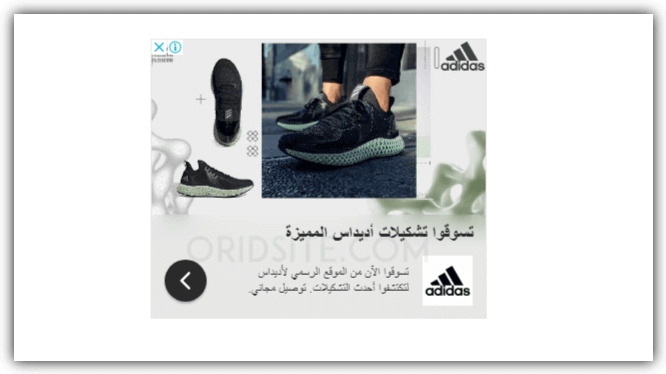 adidas
تسوقوا تشكيلات أديداس المميزة
ORIDSITE.COM
تسوقوا الآن من الموقع الرسمي لأديداس
لتكتشفوا أحدث التشكيلات. توصيل مجاني.
adidas